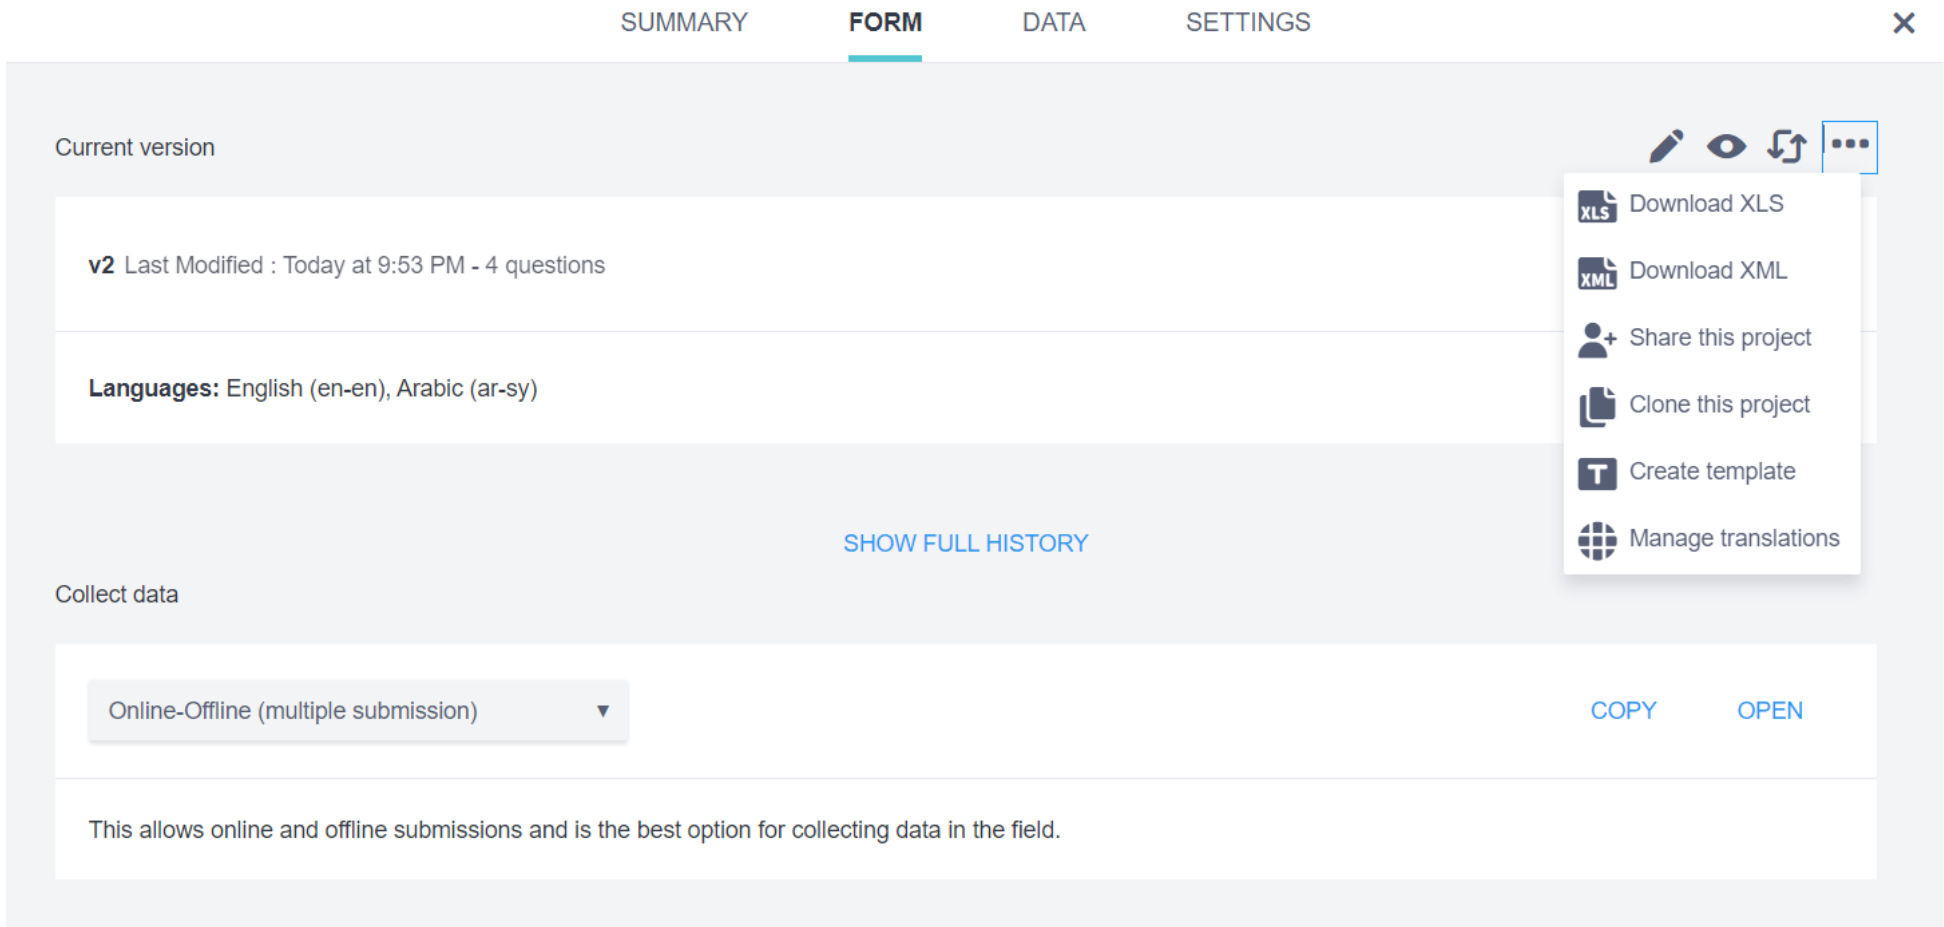 SUMMARY FORM DATA SETTINGS
Current version
XLS Download XLS
v2 Last Modified : Today at 9:53 PM - 4 questions
XML Download XML
Share this project
Languages: English (en-en), Arabic (ar-sy)
Clone this project
T Create template
Manage translations
SHOW FULL HISTORY
Collect data
Online-Offline (multiple submission) COPY OPEN
This allows online and offline submissions and is the best option for collecting data in the field.